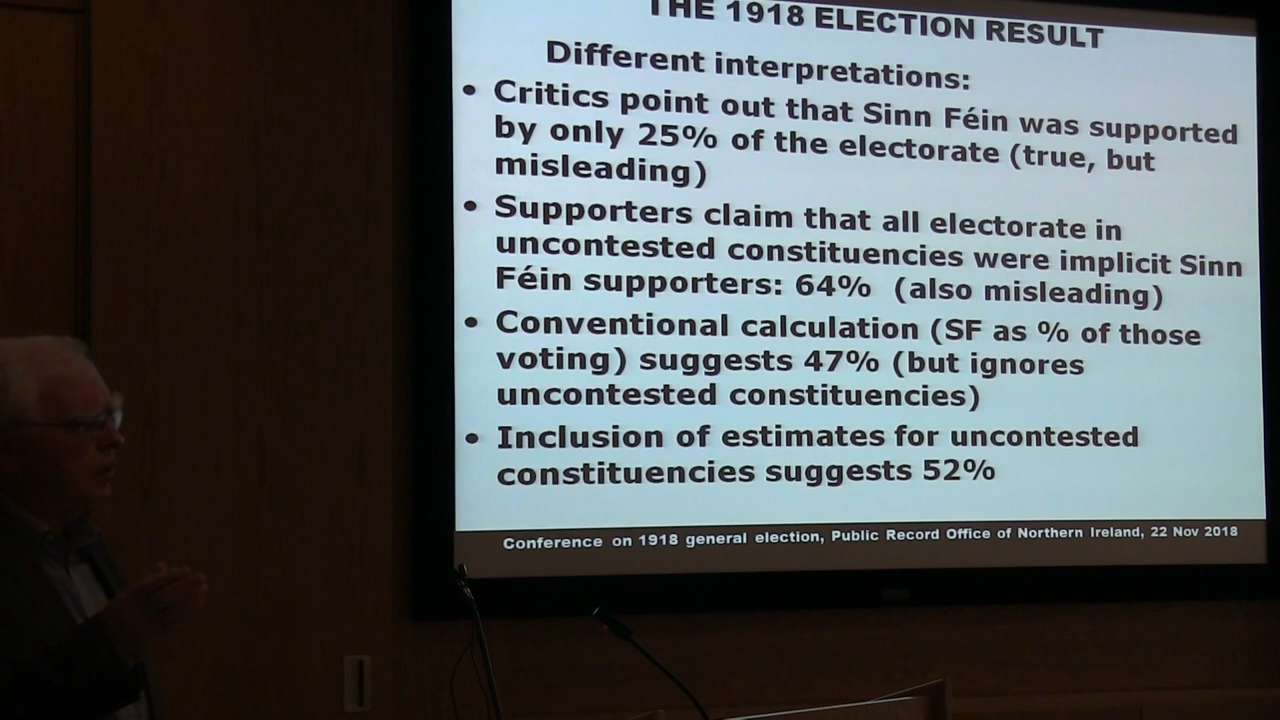 THE 1918 ELECTION RESULT
Different interpretations:
• Critics point out that Sinn Féin was supported
by only 25% of the electorate (true, but
misleading)
• Supporters claim that all electorate in
uncontested constituencies were implicit Sinn
Féin supporters: 64% (also misleading)
• Conventional calculation (SF as % of those
voting) suggests 47% (but ignores
uncontested constituencies)
• Inclusion of estimates for uncontested
constituencies suggests 52%
Conference on 1918 general election, Public Record Office of Northern Ireland, 22 Nov 2018